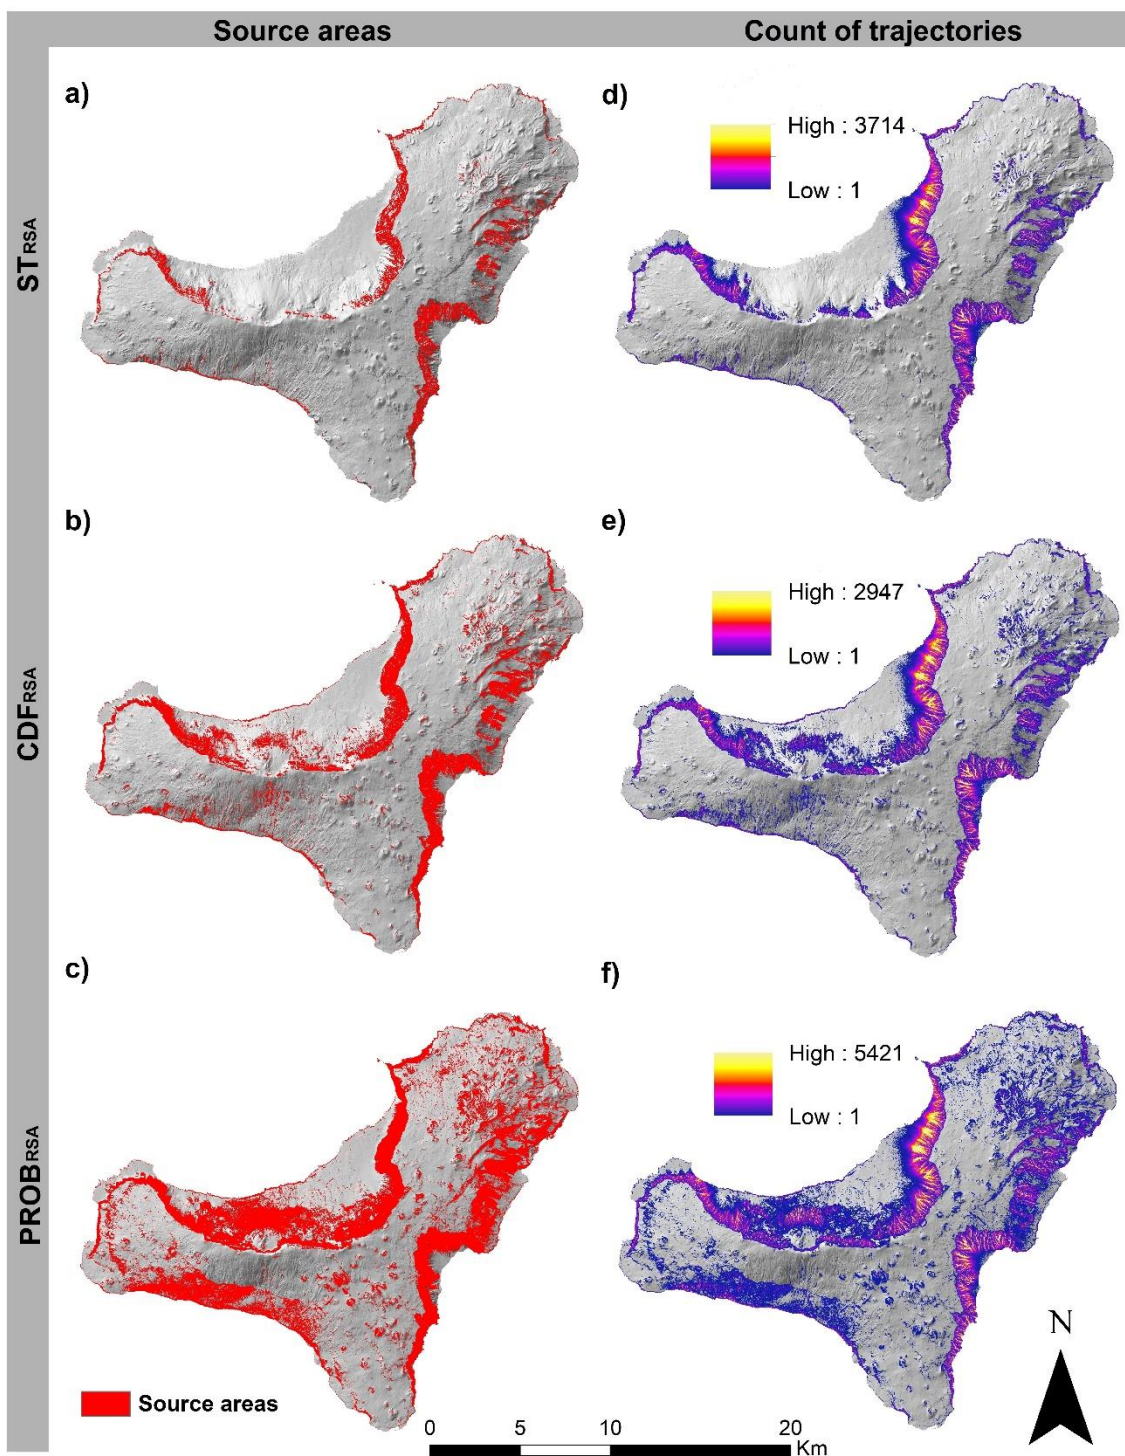 Source areas
Count of trajectories
STRSA
a)
d)
High : 3714
Low : 1
CDFRSA
b)
e)
High : 2947
Low : 1
PROBRSA
c)
f)
High : 5421
Low : 1
N
Source areas
0 5 10 20
Km